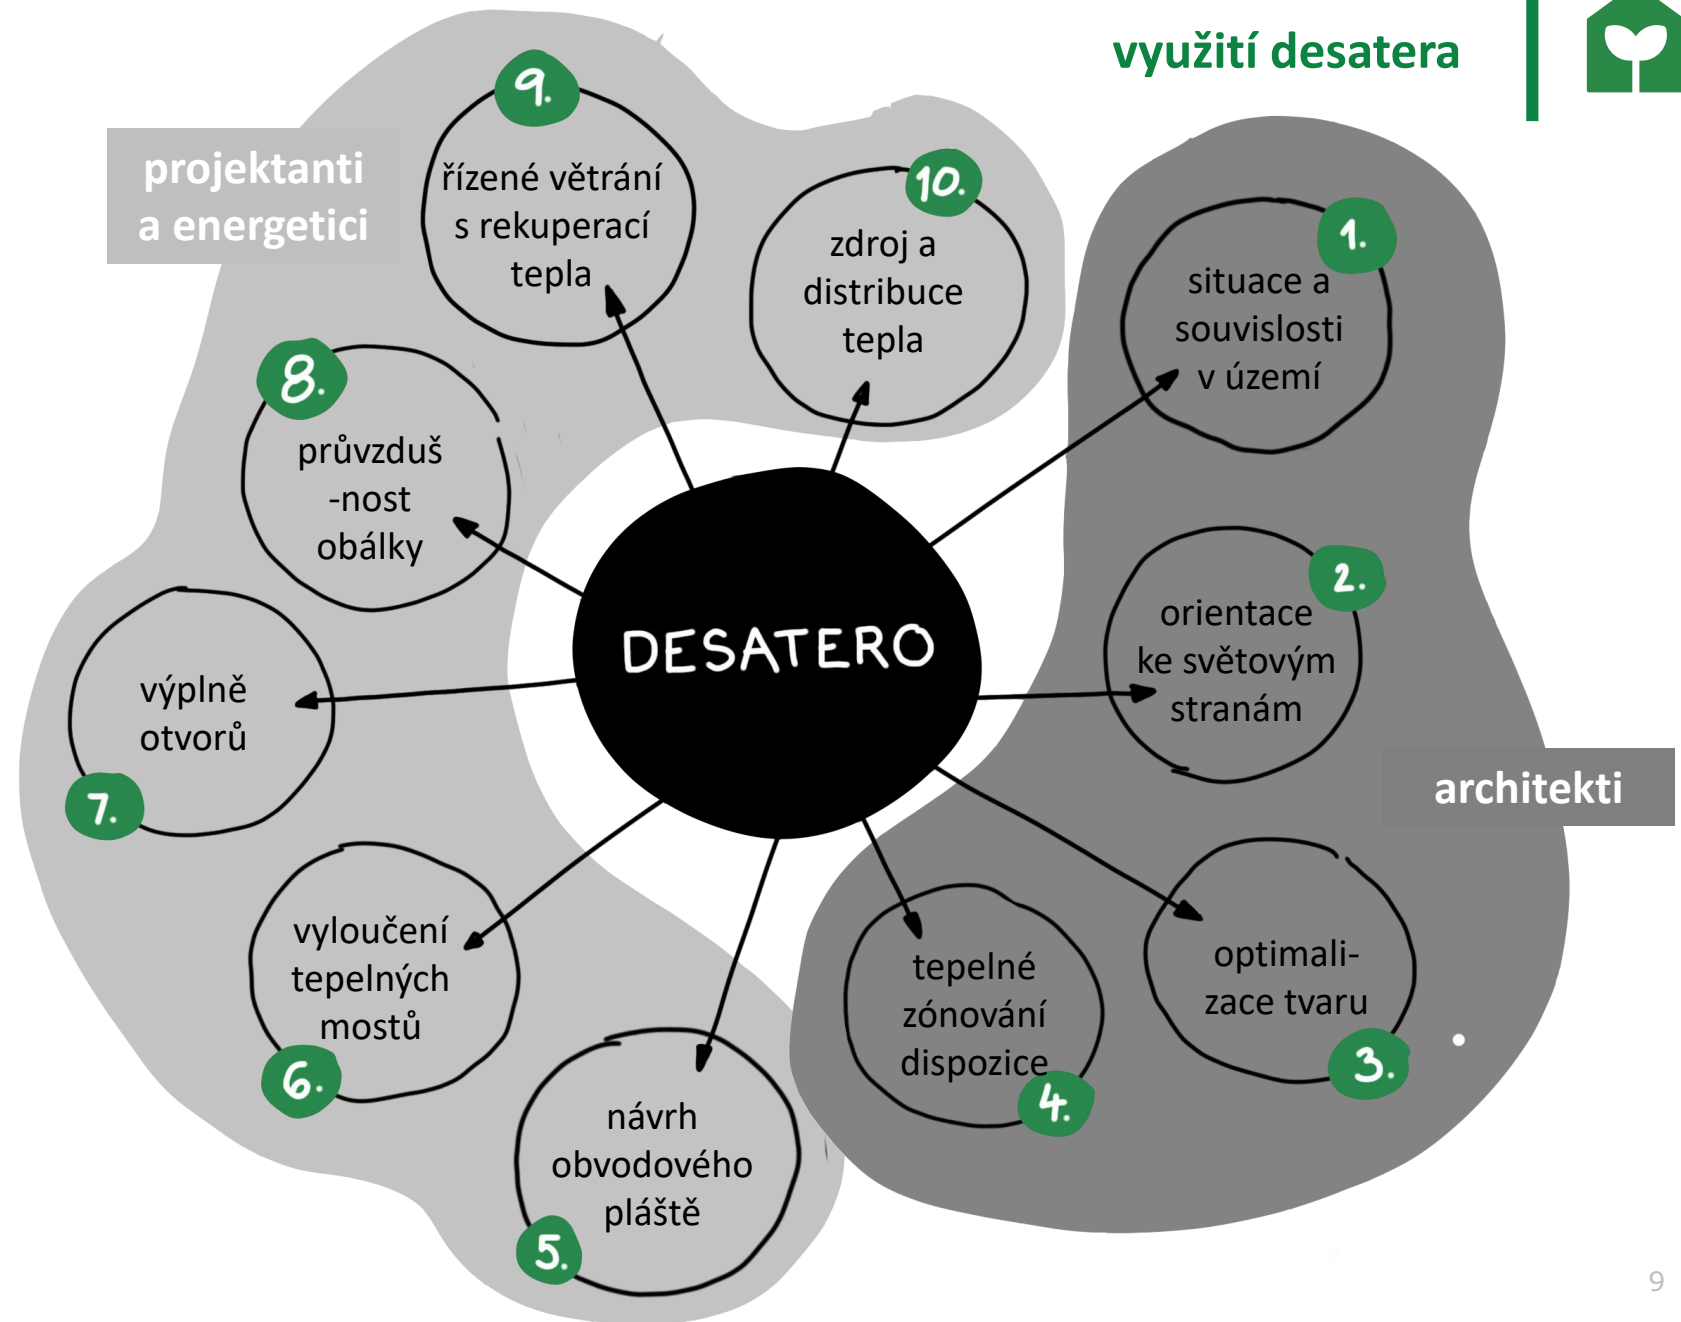 využití desatera
projektanti
a energetici
9.
řízené větrání
s rekuperací
tepla
10.
zdroj a
distribuce
tepla
1.
situace a
souvislosti
v území
8.
průvzduš
-nost
obálky
2.
orientace
ke světovým
stranám
DESATERO
výplně
otvorů
7.
architekti
vyloučení
tepelných
mostů
6.
tepelné
zónování
dispozice
4.
optimali-
zace tvaru
3.
návrh
obvodového
pláště
5.
9